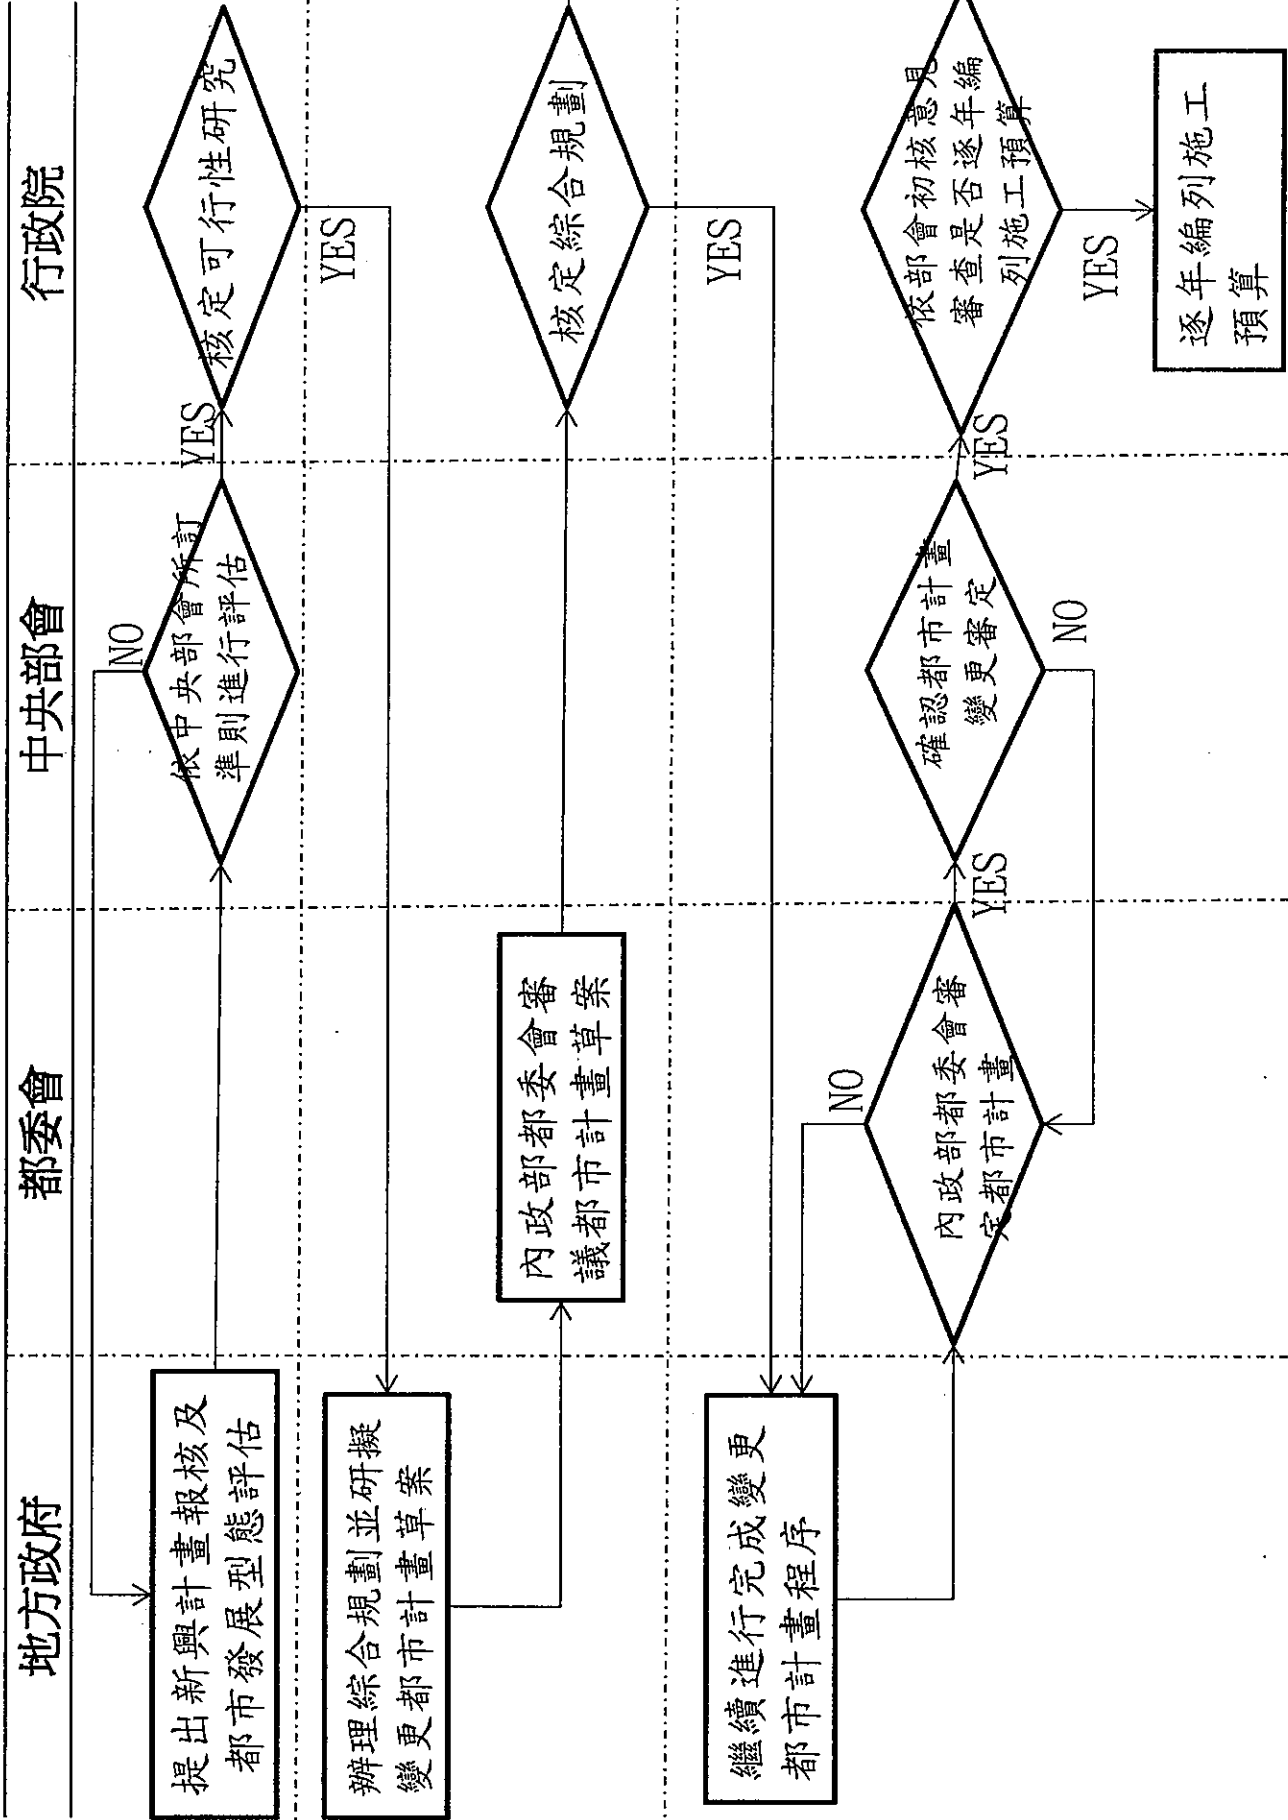 地方政府
都委會
中央部會
行政院
NO
提出新興計畫報核及
都市發展型態評估
依中央部會所訂
準則進行評估
YES
核定可行性研究
YES
辦理綜合規劃並研擬
變更都市計畫草案
內政部都委會審
議都市計畫草案
核定綜合規劃
YES
繼續進行完成變更
都市計畫程序
NO
內政部都委會審
定都市計畫
YES
確認都市計畫
變更審定
NO
YES
依部會初核意見
審查是否逐年編
列施工預算
YES
逐年編列施工
預算